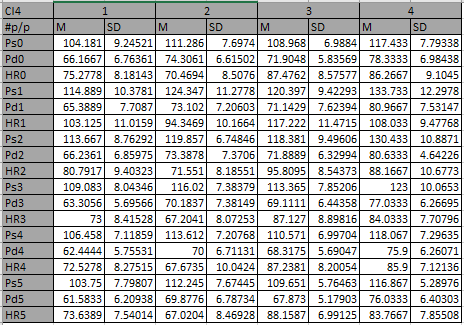 CI4 1 2 3 4
#p/p M SD M SD M SD M SD
Ps0 104.181 9.24521 111.286 7.6974 108.968 6.9884 117.433 7.79338
Pd0 66.1667 6.76361 74.3061 6.61502 71.9048 5.83569 78.3333 6.98438
HR0 75.2778 8.18143 70.4694 8.5076 87.4762 8.57577 86.2667 9.1045
Ps1 114.889 10.3781 124.347 11.2778 120.397 9.42293 133.733 12.2978
Pd1 65.3889 7.7087 73.102 7.20603 71.1429 7.62394 80.9667 7.53147
HR1 103.125 11.0159 94.3469 10.1664 117.222 11.4715 108.033 9.47768
Ps2 113.667 8.76292 119.857 6.74846 118.381 9.49606 130.433 10.8871
Pd2 66.2361 6.85975 73.3878 7.3706 71.8889 6.32994 80.6333 4.64226
HR2 80.7917 9.40323 71.551 8.18551 95.8095 8.54373 88.1667 10.6773
Ps3 109.083 8.04346 116.02 7.38379 113.365 7.85206 123 10.0653
Pd3 63.3056 5.69566 70.1837 7.38149 69.1111 6.44358 77.0333 6.26695
HR3 73 8.41528 67.2041 8.07253 87.127 8.89816 84.0333 7.70796
Ps4 106.458 7.11859 113.612 7.20768 110.571 6.99704 118.067 7.29635
Pd4 62.4444 5.75531 70 6.71131 68.3175 5.69047 75.9 6.26071
HR4 72.5278 8.27515 67.6735 10.0424 87.2381 8.20054 85.9 7.12136
Ps5 103.75 7.79807 112.245 7.67445 109.651 5.76463 116.867 5.28976
Pd5 61.5833 6.20938 69.8776 6.78734 67.873 5.17903 76.0333 6.40303
HR5 73.6389 7.54014 67.0204 8.46928 88.1587 6.99125 83.7667 7.85508